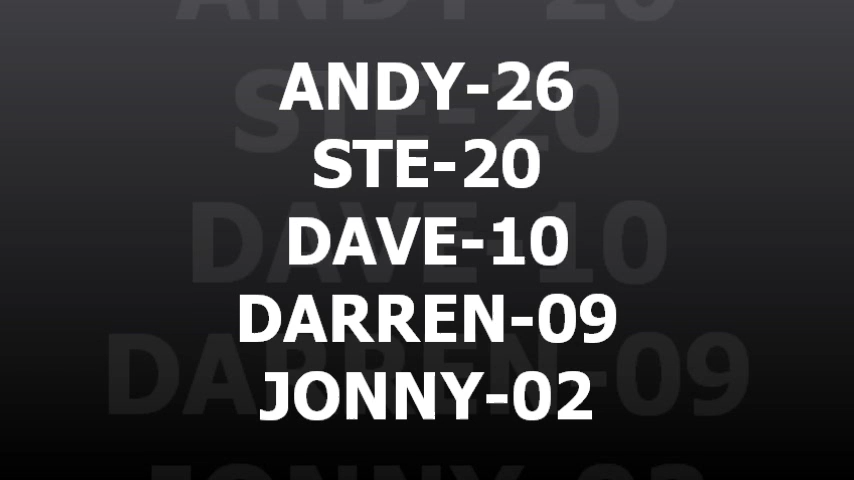 ANDY-26
STE-20
DAVE-10
DARREN-09
JONNY-02